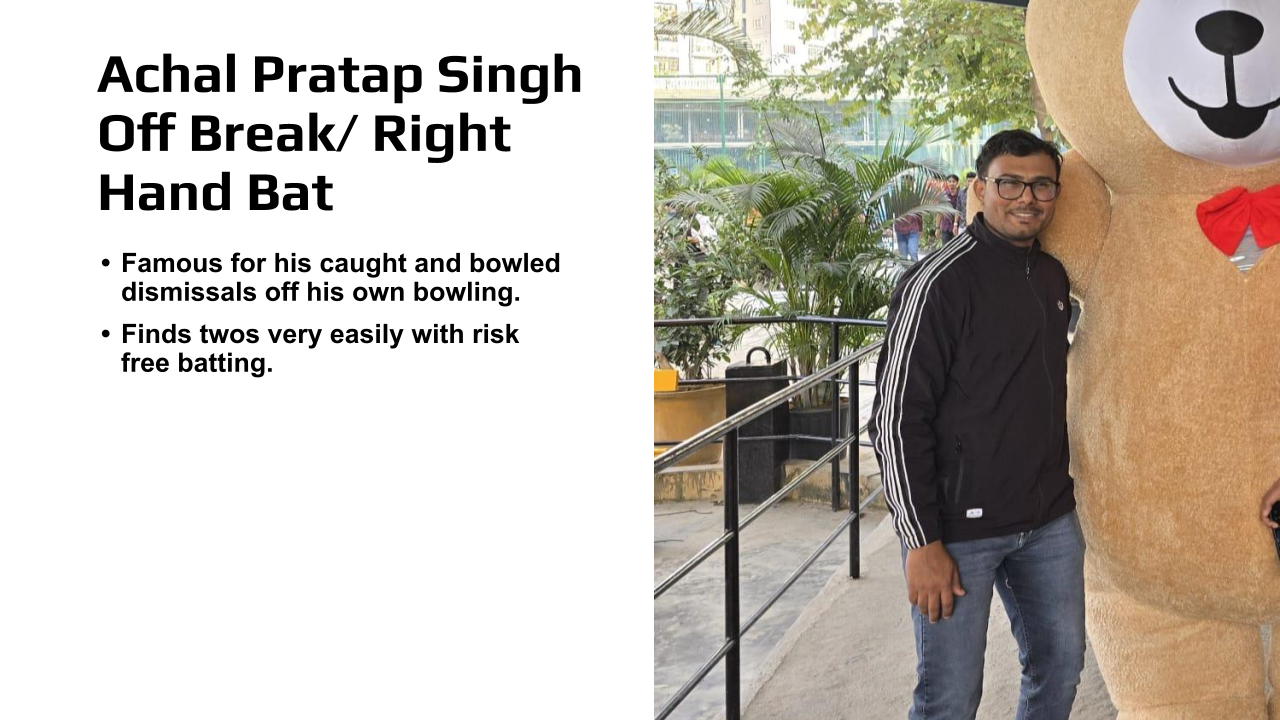 Achal Pratap Singh
Off Break/ Right
Hand Bat
• Famous for his caught and bowled
dismissals off his own bowling.
• Finds twos very easily with risk
free batting.